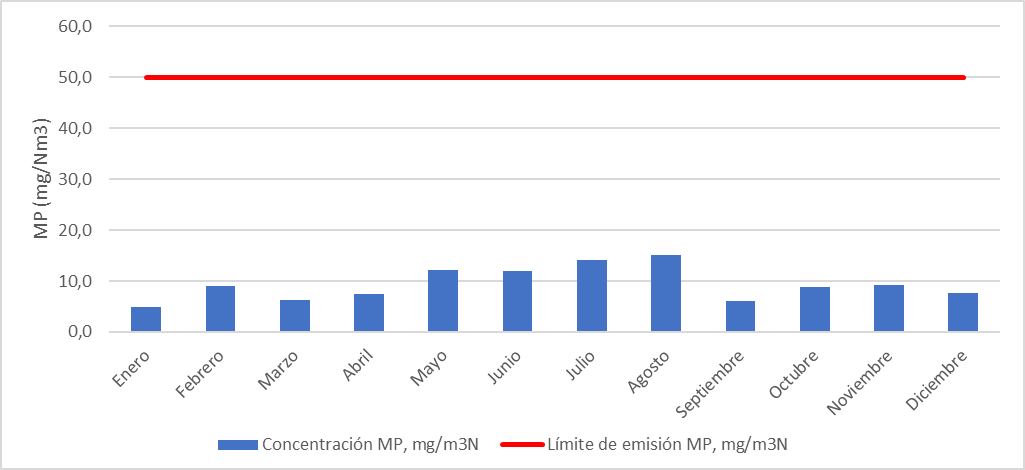 60,0
50,0
40,0
30,0
20,0
10,0
0,0
MP (mg/Nm3)
Enero
Febrero
Marzo
Abril
Mayo
Junio
Julio
Agosto
Septiembre
Octubre
Noviembre
Diciembre
Concentración MP, mg/m3N
Límite de emisión MP, mg/m3N